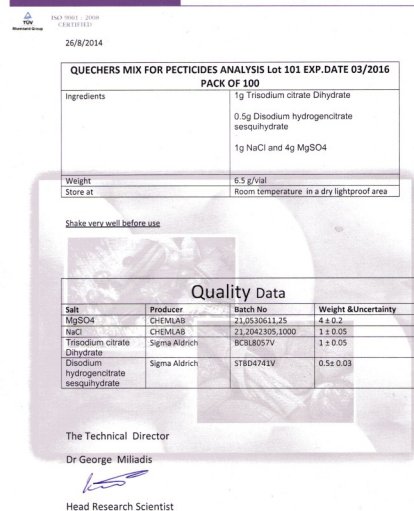 TÜV
ISO 9001 : 2008
CERTIFIED
26/8/2014
QUECHERS MIX FOR PECTICIDES ANALYSIS Lot 101 EXP.DATE 03/2016
PACK OF 100
Ingredients
1g Trisodium citrate Dihydrate
0.5g Disodium hydrogencitrate
sesquihydrate
1g NaCl and 4g MgSO4
Weight 6.5 g/vial
Store at Room temperature in a dry lightproof area
Shake very well before use
Quality Data
Salt Producer Batch No Weight &Uncertainty
MgSO4 CHEMLAB 21,0530611,25 4 ± 0.2
NaCl CHEMLAB 21,2042305,1000 1 ± 0.05
Trisodium citrate Sigma Aldrich BCBL8057V 1 ± 0.05
Dihydrate
Disodium Sigma Aldrich STBD4741V 0.5± 0.03
hydrogencitrate
sesquihydrate
The Technical Director
Dr George Miliadis
Head Research Scientist